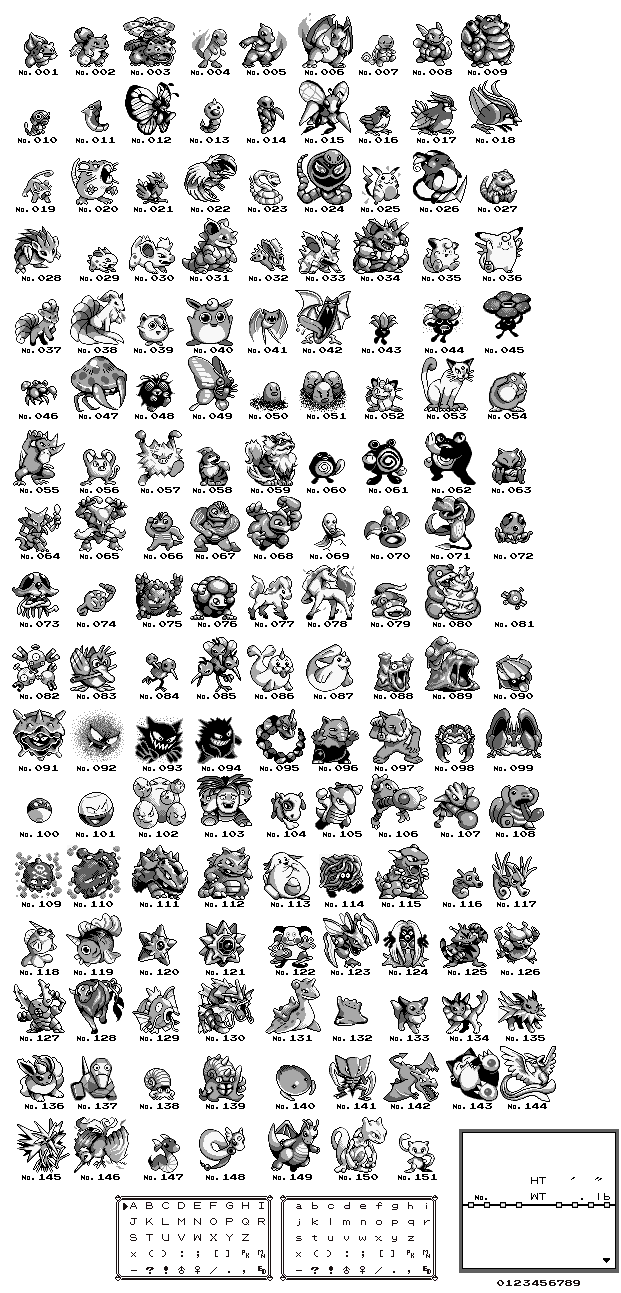 No.001 No.002 No.003 No.004 No.005 No.006 No.007 No.008 No.009
No.010 No.011 No.012 No.013 No.014 No.015 No.016 No.017 No.018
No.019 No.020 No.021 No.022 No.023 No.024 No.025 No.026 No.027
No.028 No.029 No.030 No.031 No.032 No.033 No.034 No.035 No.036
No.037 No.038 No.039 No.040 No.041 No.042 No.043 No.044 No.045
No.046 No.047 No.048 No.049 No.050 No.051 No.052 No.053 No.054
No.055 No.056 No.057 No.058 No.059 No.060 No.061 No.062 No.063
No.064 No.065 No.066 No.067 No.068 No.069 No.070 No.071 No.072
No.073 No.074 No.075 No.076 No.077 No.078 No.079 No.080 No.081
No.082 No.083 No.084 No.085 No.086 No.087 No.088 No.089 No.090
No.091 No.092 No.093 No.094 No.095 No.096 No.097 No.098 No.099
No.100 No.101 No.102 No.103 No.104 No.105 No.106 No.107 No.108
No.109 No.110 No.111 No.112 No.113 No.114 No.115 No.116 No.117
No.118 No.119 No.120 No.121 No.122 No.123 No.124 No.125 No.126
No.127 No.128 No.129 No.130 No.131 No.132 No.133 No.134 No.135
No.136 No.137 No.138 No.139 No.140 No.141 No.142 No.143 No.144
No.145 No.146 No.147 No.148 No.149 No.150 No.151
A B C D E F G H I
J K L M N O P Q R
S T U V W X Y Z
x ( ) : ; [ ] PK MN
- ? ! ♂ ♀ / . , ED
a b c d e f g h i
j k l m n o p q r
s t u v w x y z
x ( ) : ; [ ] PK MN
- ? ! ♂ ♀ / . , ED
HT ′ ″
No. WT . lb
0123456789